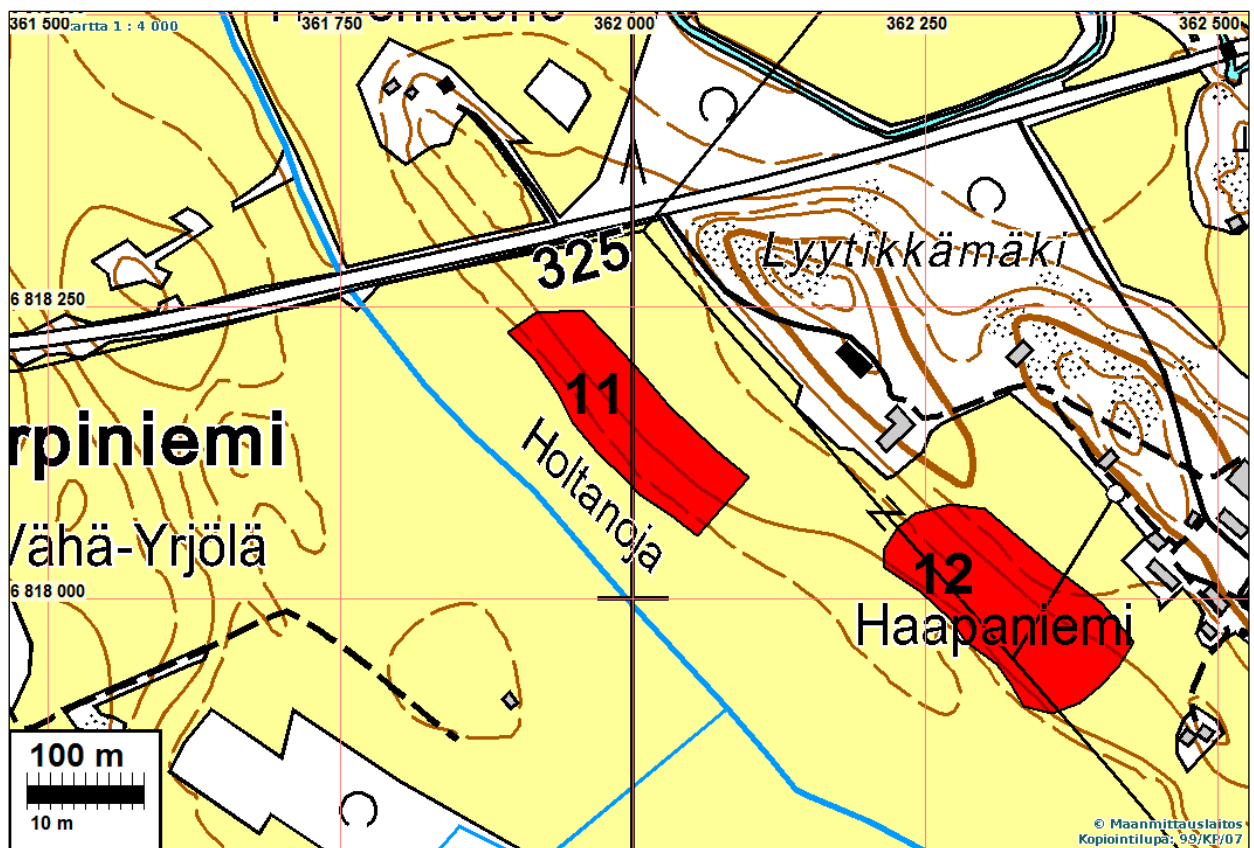 361 500
artta 1 : 4 000
361 750
362 000
362 250
362 500
325
Lyytikkämäki
6 818 250
11
rpiniemi
Holtanoja
Vähä-Yrjölä
12
6 818 000
Haapaniemi
100 m
10 m
© Maanmittauslaitos
Kopiointilupa: 99/KP/07